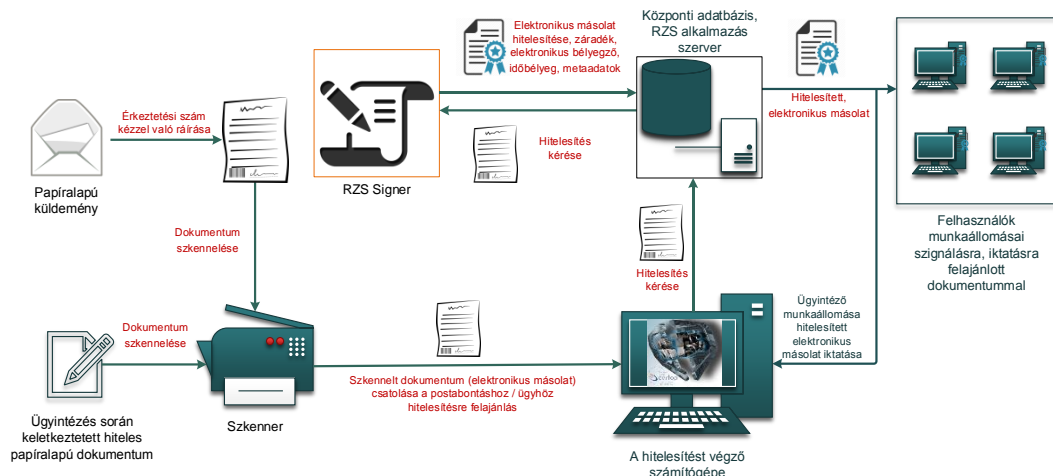 Elektronikus másolat
hitelesítése, záradék,
elektronikus bélyegző,
időbélyeg, metaadatok
Központi adatbázis,
RZS alkalmazás
szerver
Érkeztetési szám
kézzel való ráírása
Hitelesítés
kérése
Hitelesített,
elektronikus másolat
Papíralapú
küldemény
RZS Signer
Felhasználók
munkaállomásai
szignálásra, iktatásra
felajánlott
dokumentummal
Dokumentum
szkennelése
Hitelesítés
kérése
Ügyintéző
munkaállomása
hitelesített
elektronikus
másolat iktatása
Dokumentum
szkennelése
Szkennelt dokumentum (elektronikus másolat)
csatolása a postabontáshoz / ügyhöz
hitelesítésre felajánlás
Ügyintézés során
keletkeztetett hiteles
papíralapú dokumentum
Szkenner
A hitelesítést végző
számítógépe